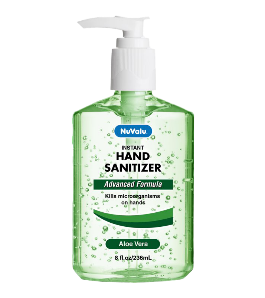 NuValu
INSTANT
HAND
SANITIZER
Advanced Formula
Kills microorganisms
on hands
Aloe Vera
8 fl oz/236mL